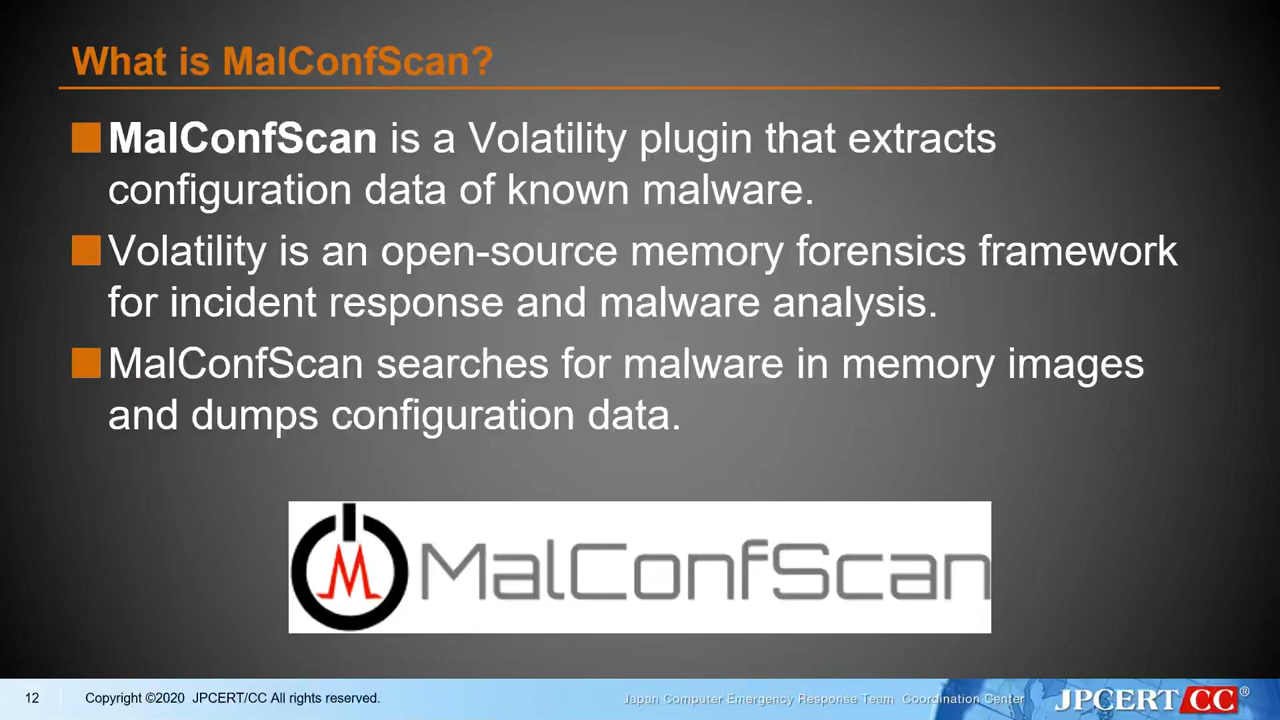 What is MalConfScan?
MalConfScan is a Volatility plugin that extracts
configuration data of known malware.
Volatility is an open-source memory forensics framework
for incident response and malware analysis.
MalConfScan searches for malware in memory images
and dumps configuration data.
M MalConfScan
12 Copyright ©2020 JPCERT/CC All rights reserved. Japan Computer Emergency Response Team Coordination Center JPCERT CC®